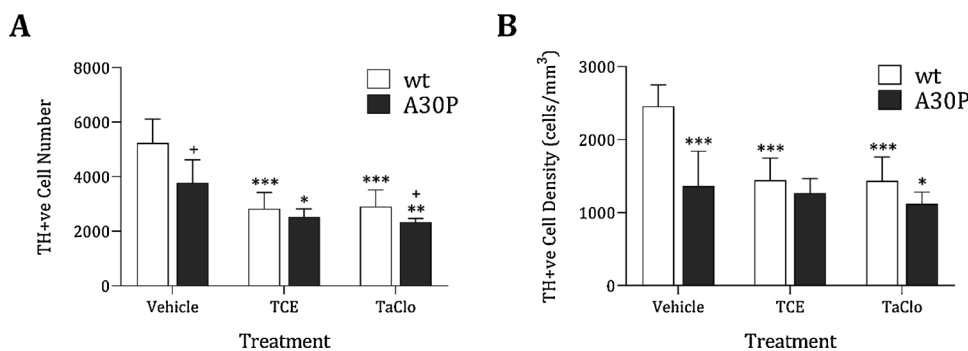 A
TH+ve Cell Number
8000
6000
4000
2000
0
wt
A30P
+
***
*
***
+
**
Vehicle
TCE
TaClo
Treatment
B
TH+ve Cell Density (cells/mm³)
3000
2000
1000
0
wt
A30P
***
***
***
*
Vehicle
TCE
TaClo
Treatment